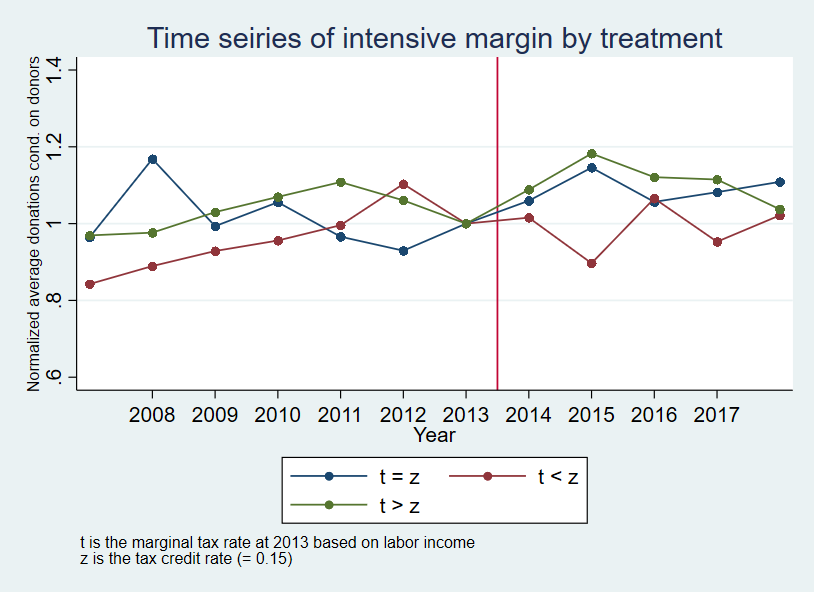 Time seiries of intensive margin by treatment
Normalized average donations cond. on donors
1.4
1.2
1
.8
.6
2008 2009 2010 2011 2012 2013 2014 2015 2016 2017
Year
t = z t < z
t > z
t is the marginal tax rate at 2013 based on labor income
z is the tax credit rate (= 0.15)